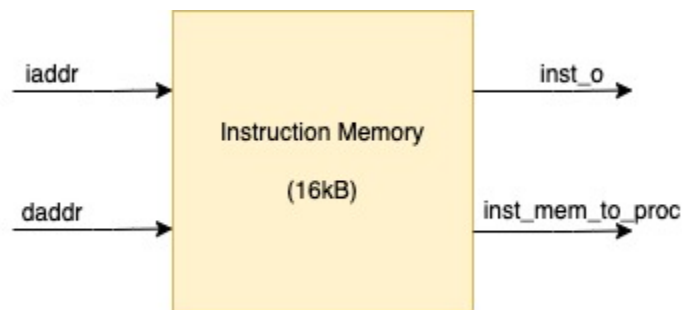 iaddr
inst_o
Instruction Memory
(16kB)
daddr
inst_mem_to_proc